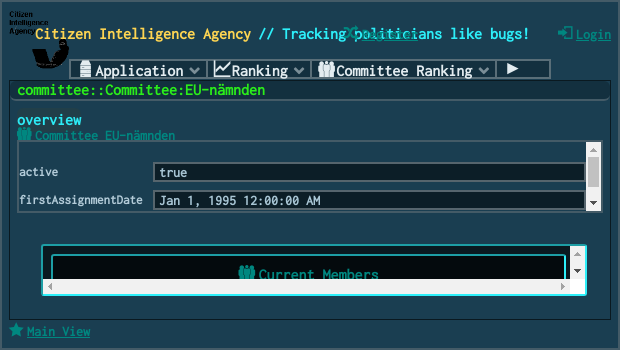 Citizen
Intelligence
Agency
Citizen Intelligence Agency // Tracking politicians like bugs!
Register
Login
Application
Ranking
Committee Ranking
committee::Committee:EU-nämnden
overview
Committee EU-nämnden
active
true
firstAssignmentDate
Jan 1, 1995 12:00:00 AM
Current Members
Main View